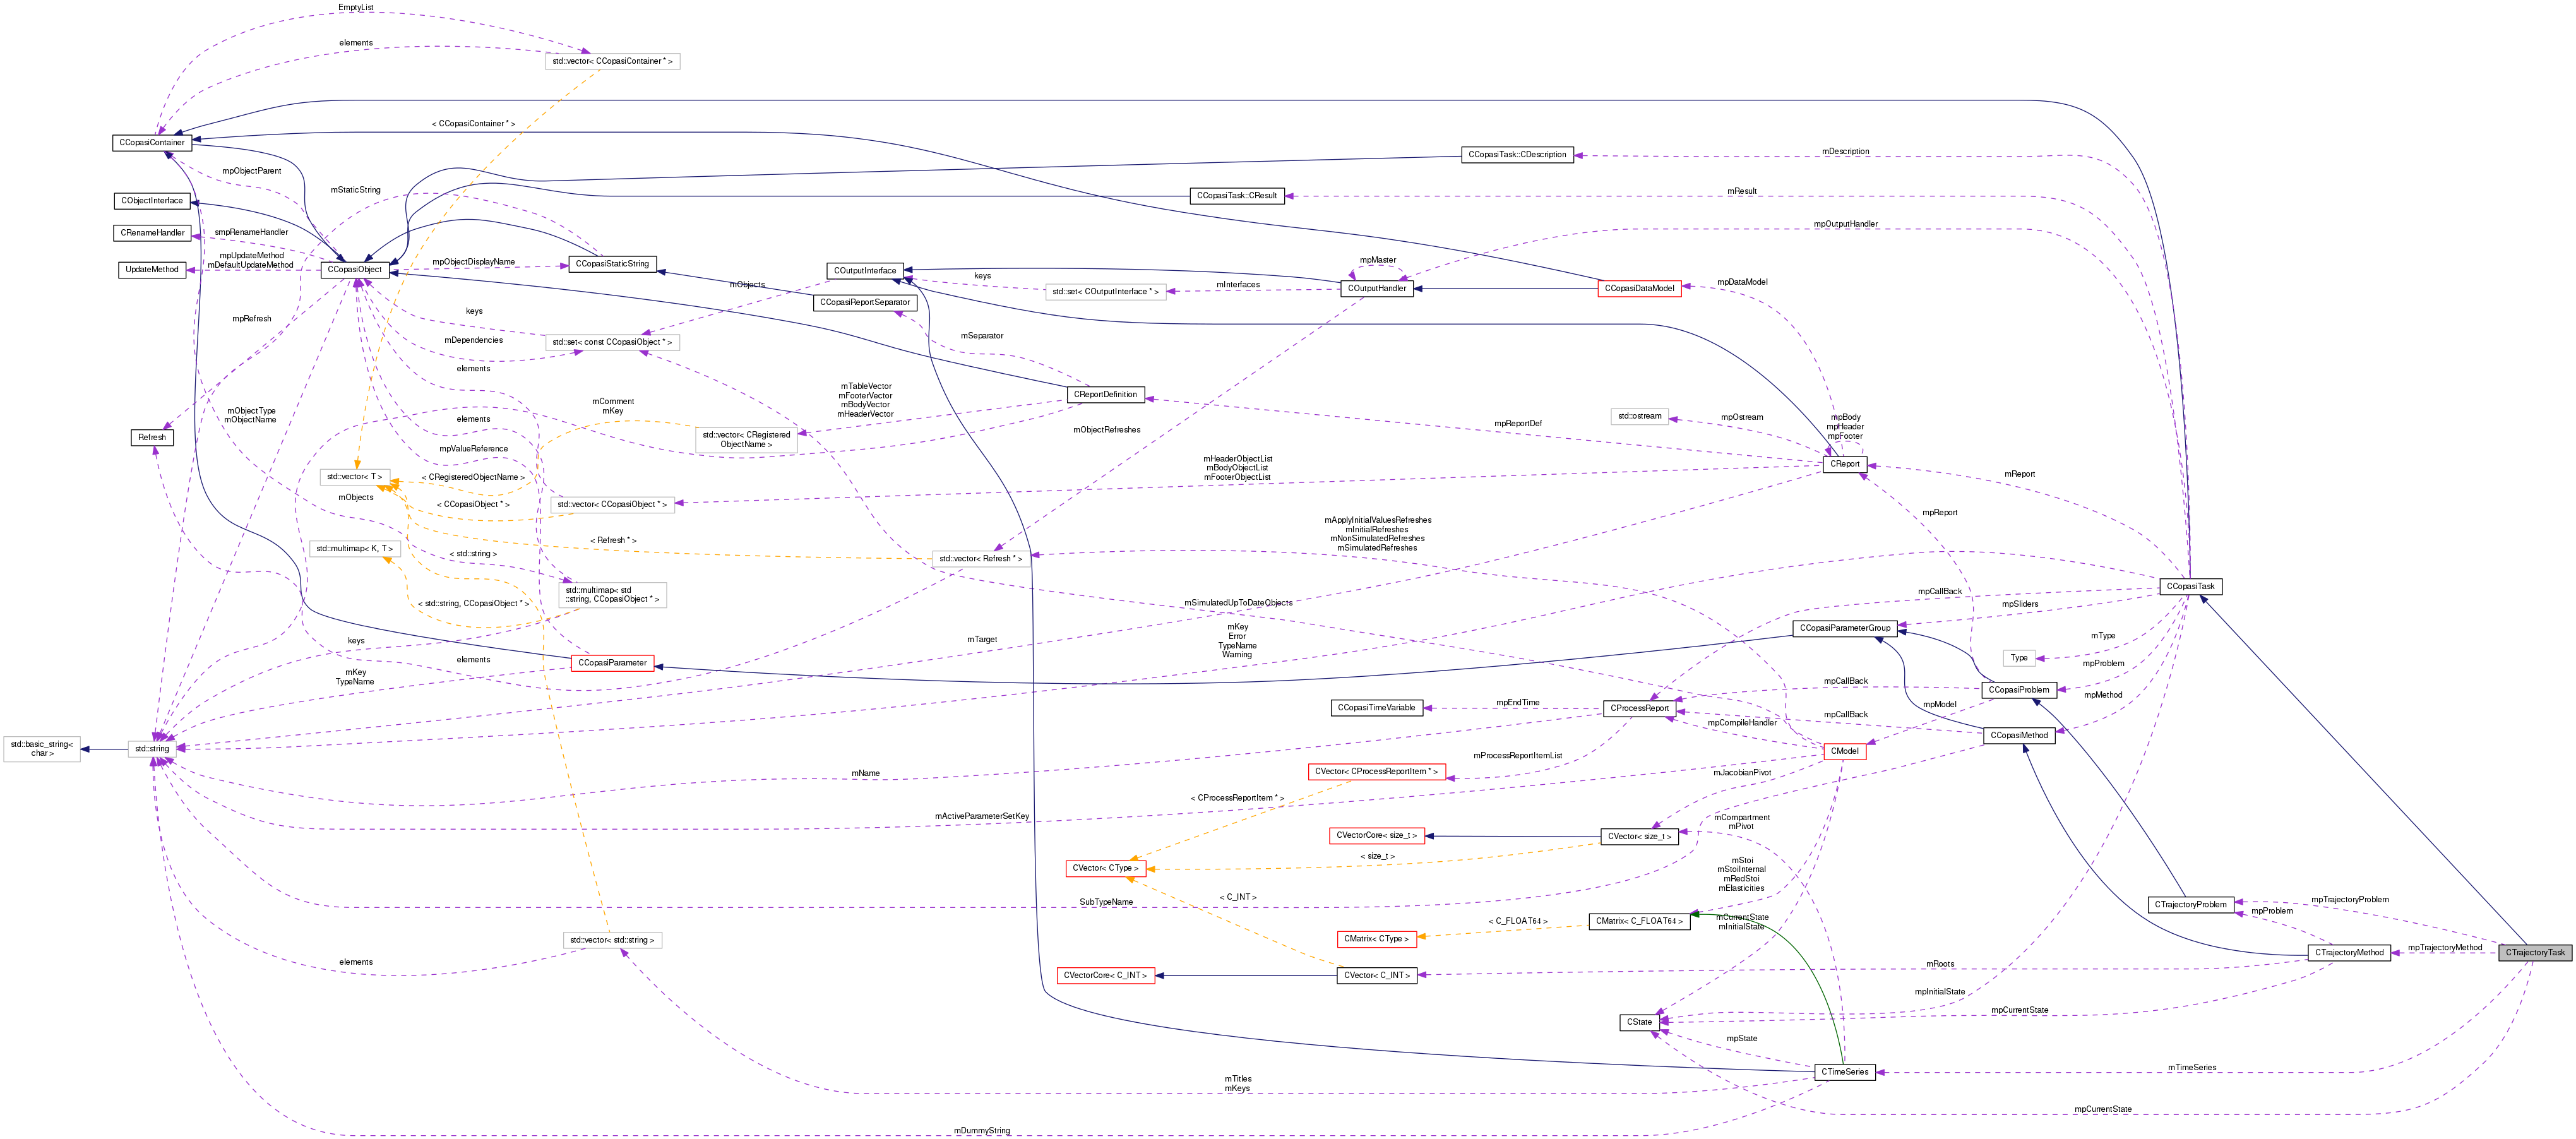 EmptyList
elements
std::vector< CCopasiContainer * >
< CCopasiContainer * >
CCopasiContainer
mDescription
CCopasiTask::CDescription
mpObjectParent
mStaticString
mResult
CCopasiTask::CResult
CObjectInterface
mpOutputHandler
CRenameHandler
smpRenameHandler
mpUpdateMethod
mDefaultUpdateMethod
UpdateMethod
CCopasiObject
mpObjectDisplayName
CCopasiStaticString
COutputInterface
mpMaster
keys
mObjects
mInterfaces
std::set< COutputInterface * >
COutputHandler
CCopasiDataModel
mpDataModel
CCopasiReportSeparator
mpRefresh
keys
mDependencies
std::set< const CCopasiObject * >
mSeparator
elements
mTableVector
mFooterVector
mBodyVector
mHeaderVector
CReportDefinition
mComment
mKey
mObjectType
mObjectName
elements
std::vector< CRegistered
ObjectName >
mObjectRefreshes
std::ostream
mpOstream
mpBody
mpHeader
mpFooter
mpReportDef
Refresh
mpValueReference
CReport
mReport
std::vector< T >
< CRegisteredObjectName >
mHeaderObjectList
mBodyObjectList
mFooterObjectList
mObjects
< CCopasiObject * >
std::vector< CCopasiObject * >
mpReport
mApplyInitialValuesRefreshes
mInitialRefreshes
mNonSimulatedRefreshes
mSimulatedRefreshes
< Refresh * >
std::multimap< K, T >
< std::string >
std::vector< Refresh * >
CCopasiTask
std::multimap< std
::string, CCopasiObject * >
mpCallBack
mpSliders
< std::string, CCopasiObject * >
mSimulatedUpToDateObjects
CCopasiParameterGroup
keys
mTarget
mKey
Error
TypeName
Warning
mType
Type
elements
CCopasiParameter
mpProblem
mKey
TypeName
mpCallBack
CCopasiProblem
mpMethod
CCopasiTimeVariable
mpEndTime
CProcessReport
mpModel
mpCallBack
mpCompileHandler
CCopasiMethod
std::basic_string<
char >
std::string
CModel
mProcessReportItemList
mName
CVector< CProcessReportItem * >
mJacobianPivot
< CProcessReportItem * >
mActiveParameterSetKey
mCompartment
mPivot
CVectorCore< size_t >
CVector< size_t >
< size_t >
CVector< CType >
mStoi
mStoiInternal
mRedStoi
mElasticities
< C_INT >
SubTypeName
mpTrajectoryProblem
CTrajectoryProblem
mpProblem
< C_FLOAT64 >
CMatrix< C_FLOAT64 >
mCurrentState
mInitialState
std::vector< std::string >
CMatrix< CType >
mpTrajectoryMethod
CTrajectoryMethod
CTrajectoryTask
elements
CVectorCore< C_INT >
CVector< C_INT >
mRoots
mpInitialState
mpCurrentState
CState
mpState
mTimeSeries
CTimeSeries
mTitles
mKeys
mpCurrentState
mDummyString